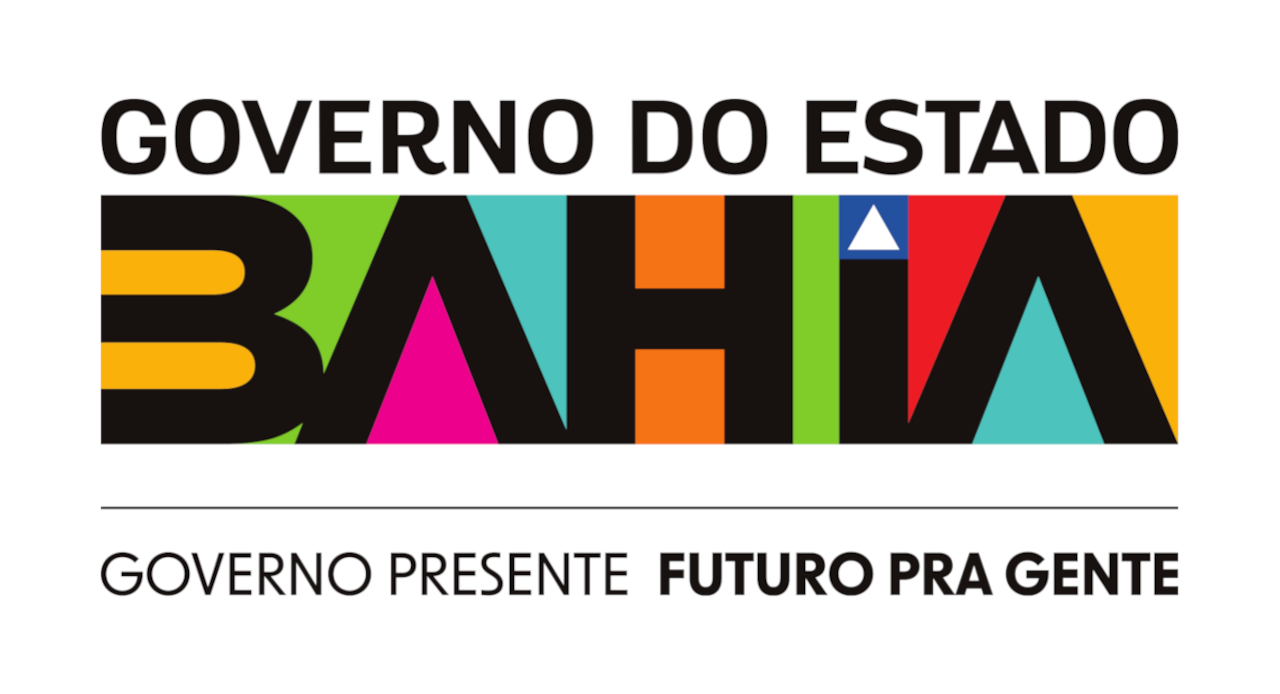 GOVERNO DO ESTADO
BAHIA
GOVERNO PRESENTE FUTURO PRA GENTE